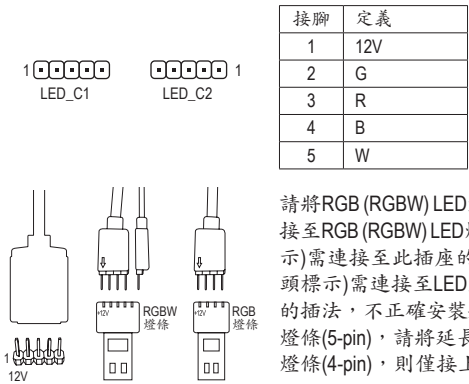 接腳 定義
1 12V
2 G
3 R
4 B
5 W
1
LED_C1
1
LED_C2
請將RGB (RGBW) LED
接至RGB (RGBW) LED
示)需連接至此插座的
頭標示)需連接至LED
的插法，不正確安裝
燈條(5-pin)，請將延長
燈條(4-pin)，則僅接上
+12V
RGBW
燈條
+12V
RGB
燈條
1
12V